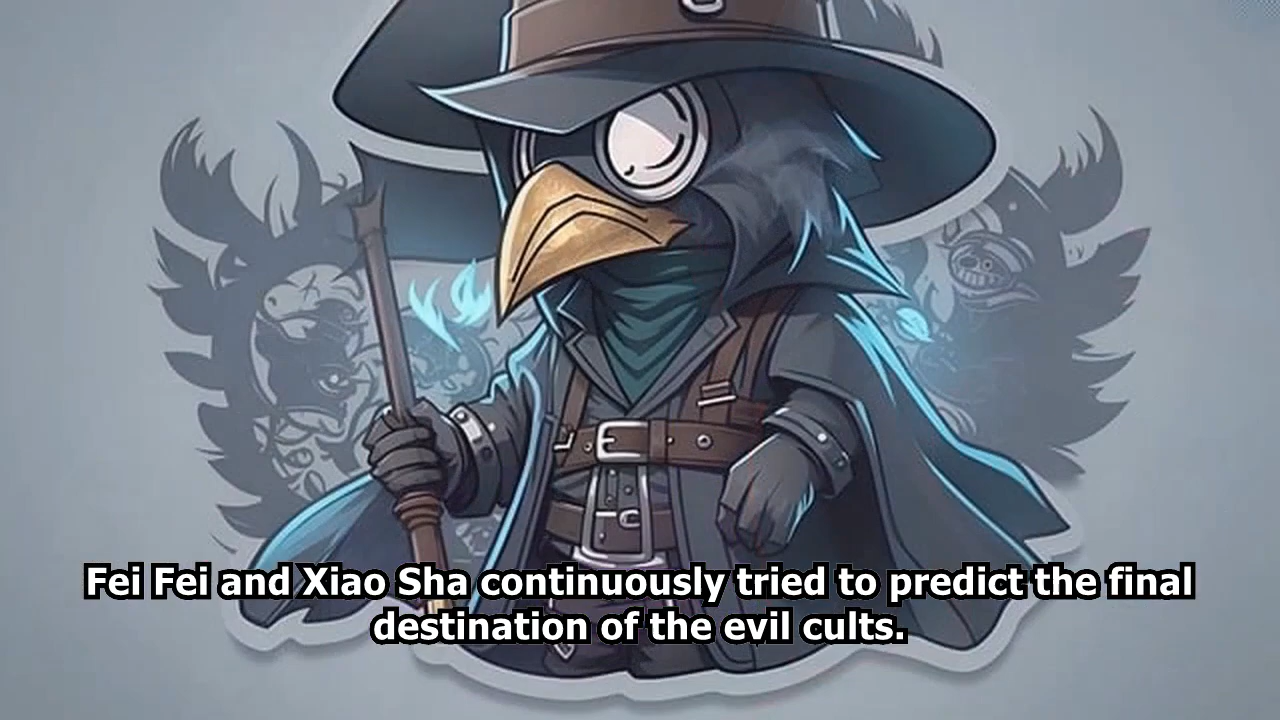 Fei Fei and Xiao Sha continuously tried to predict the final
destination of the evil cults.